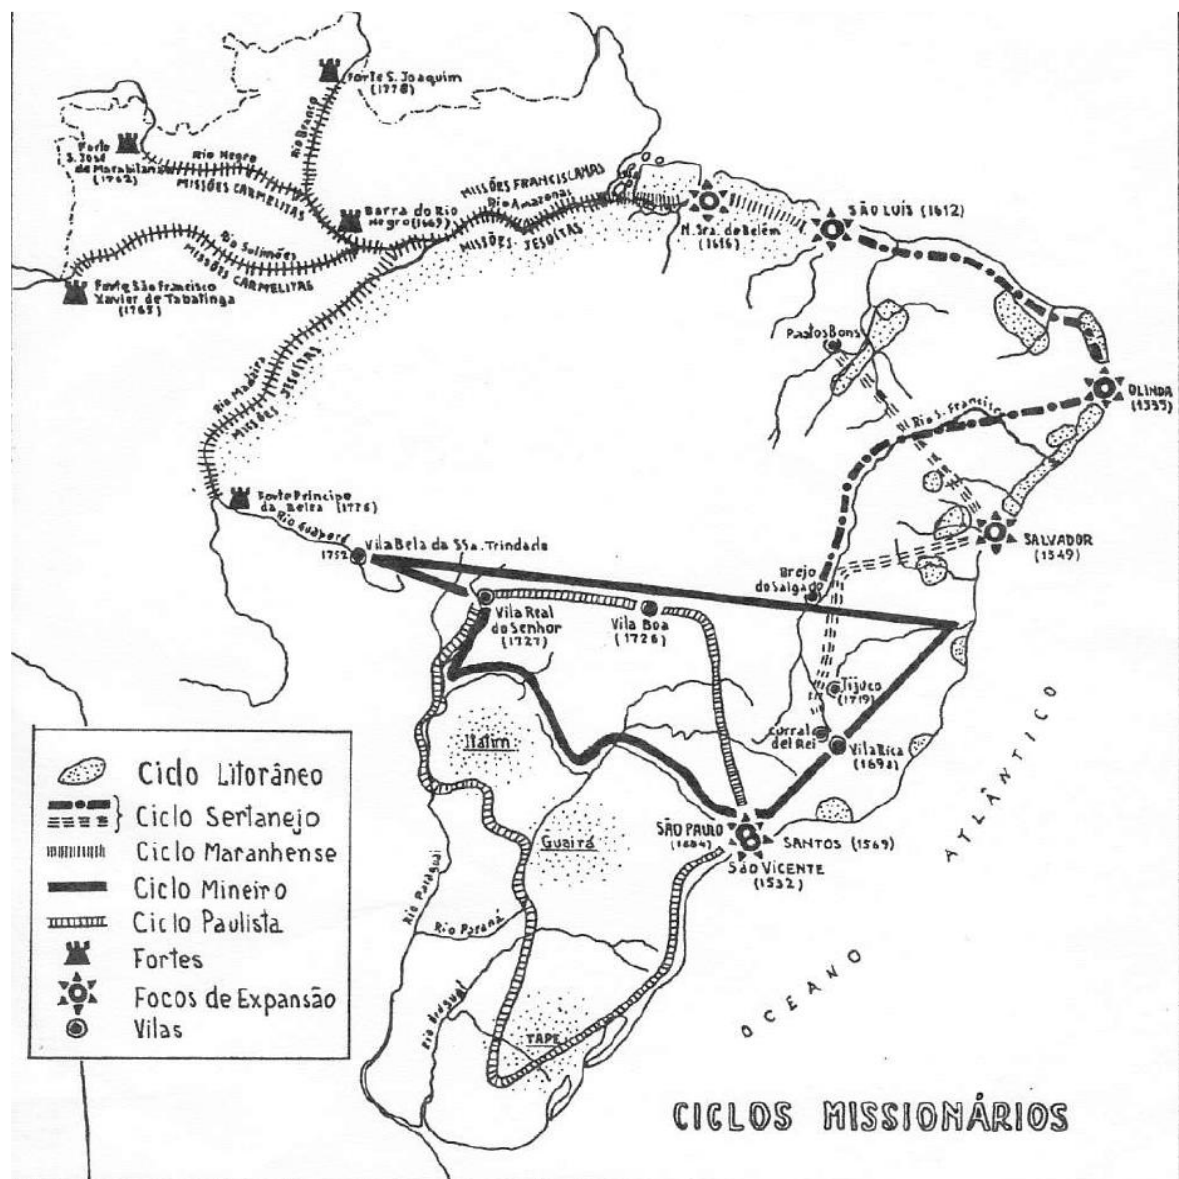 Forte S. Joaquim
(1778)
Rio Branco
Forte
S. José
de Marabitanas
(1762)
Rio Negro
MISSÕES CARMELITAS
MISSÕES FRANCISCANAS
Rio Amazonas
MISSÕES JESUÍTAS
Barra do Rio
Negro (1669)
Rio Solimões
MISSÕES CARMELITAS
Forte São Francisco
Xavier de Tabatinga
(1765)
N. Sra. de Belém
(1616)
SÃO LUÍS (1612)
Pastos Bons
OLINDA
(1535)
Rio S. Francisco
Rio Madeira
MISSÕES JESUÍTAS
Forte Príncipe
da Beira (1776)
Rio Guaporé
1752
Vila Bela da SSa. Trindade
SALVADOR
(1549)
Brejo
do Salgado
Vila Real
do Senhor
(1727)
Vila Boa
(1726)
Tijuco
(1719)
Curral
del Rei
Vila Rica
(1698)
Itatim
Guairá
SÃO PAULO
SANTOS (1569)
SÃO VICENTE
(1532)
Rio Paraguai
Rio Paraná
Rio Uruguai
TAPE
OCEANO
ATLÂNTICO
Ciclo Litorâneo
Ciclo Sertanejo
Ciclo Maranhense
Ciclo Mineiro
Ciclo Paulista
Fortes
Focos de Expansão
Vilas
CICLOS MISSIONÁRIOS